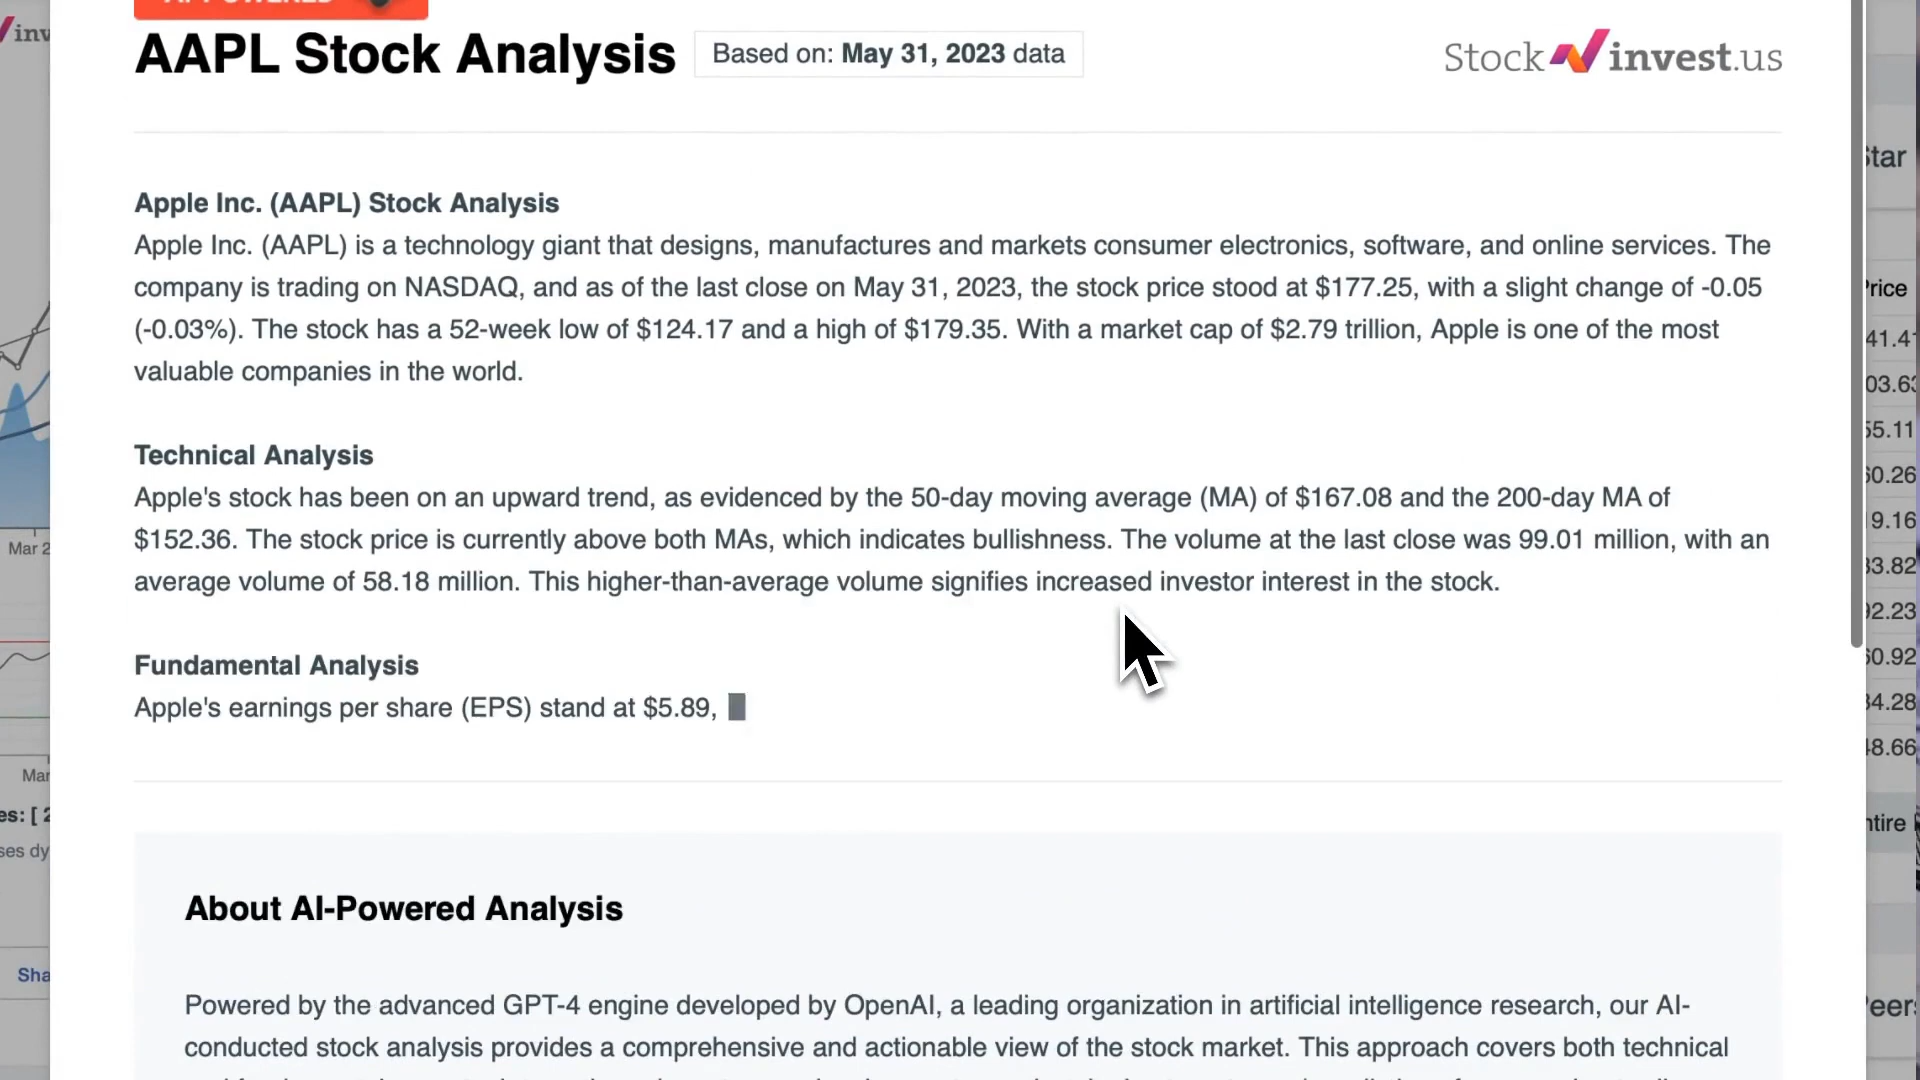 AAPL Stock Analysis
Based on: May 31, 2023 data
Stock invest.us
Apple Inc. (AAPL) Stock Analysis
Apple Inc. (AAPL) is a technology giant that designs, manufactures and markets consumer electronics, software, and online services. The
company is trading on NASDAQ, and as of the last close on May 31, 2023, the stock price stood at $177.25, with a slight change of -0.05
(-0.03%). The stock has a 52-week low of $124.17 and a high of $179.35. With a market cap of $2.79 trillion, Apple is one of the most
valuable companies in the world.
Technical Analysis
Apple's stock has been on an upward trend, as evidenced by the 50-day moving average (MA) of $167.08 and the 200-day MA of
$152.36. The stock price is currently above both MAs, which indicates bullishness. The volume at the last close was 99.01 million, with an
average volume of 58.18 million. This higher-than-average volume signifies increased investor interest in the stock.
Fundamental Analysis
Apple's earnings per share (EPS) stand at $5.89,
About AI-Powered Analysis
Powered by the advanced GPT-4 engine developed by OpenAI, a leading organization in artificial intelligence research, our AI-
conducted stock analysis provides a comprehensive and actionable view of the stock market. This approach covers both technical